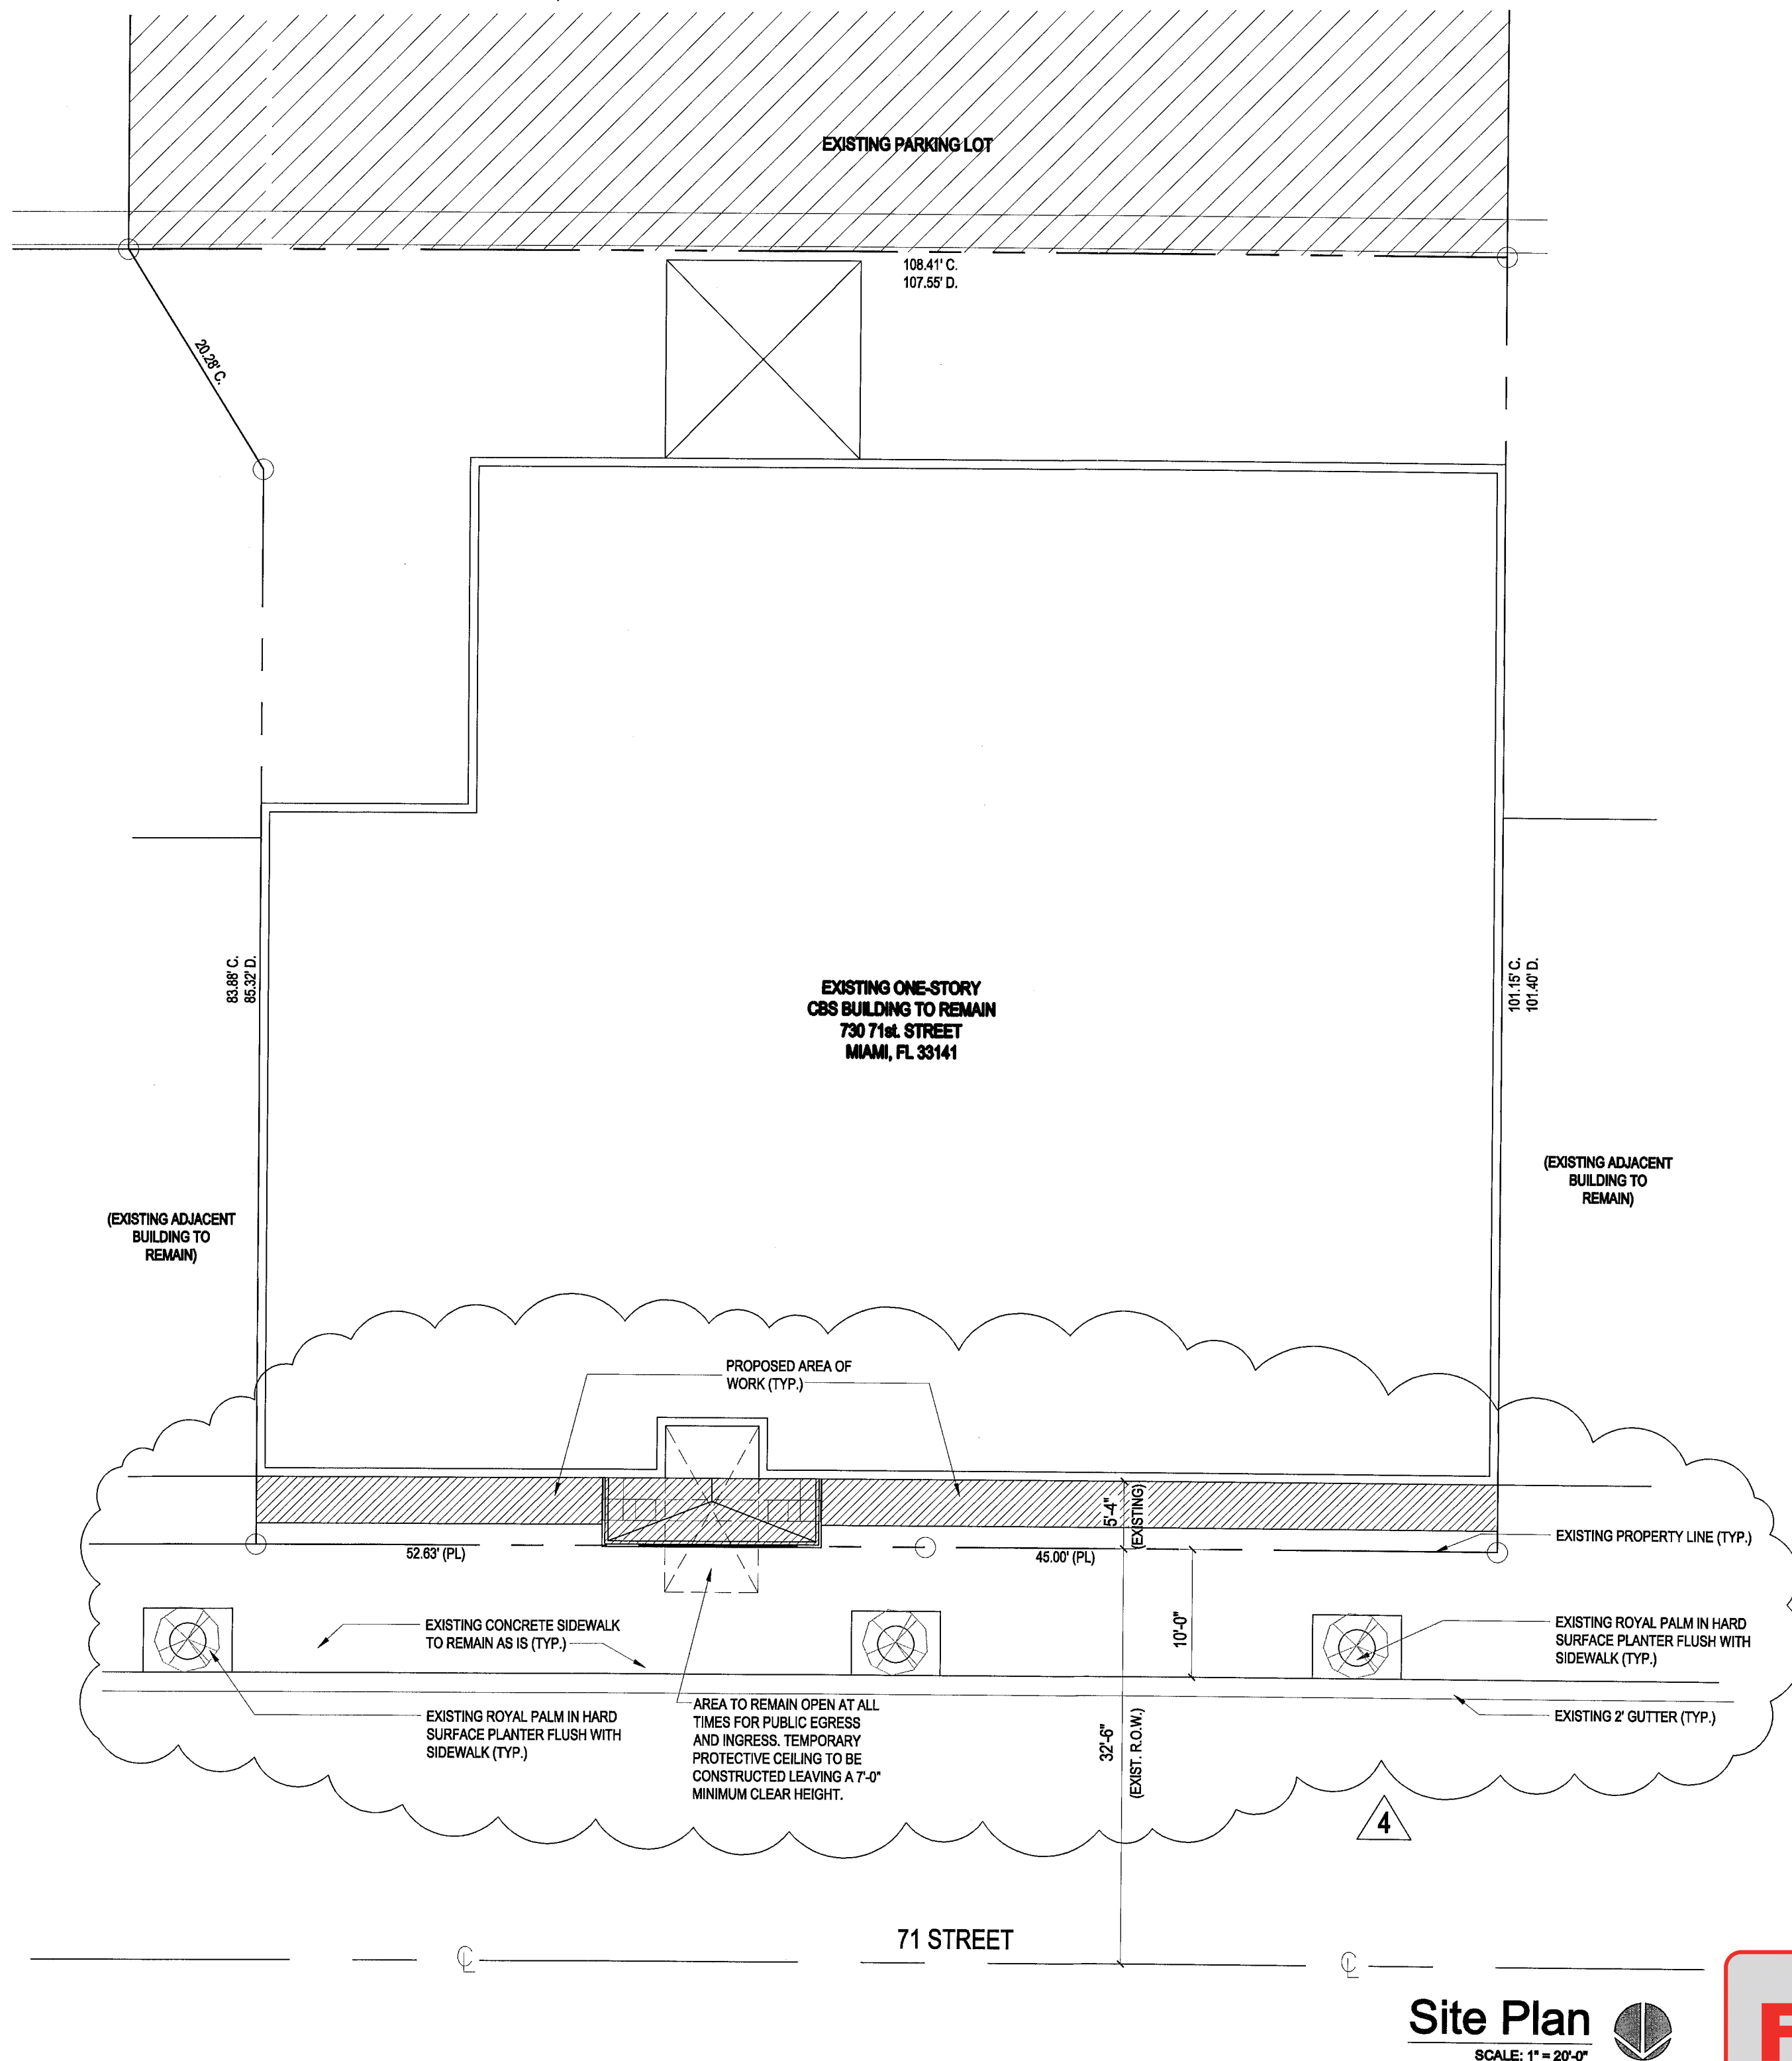 EXISTING PARKING LOT
108.41' C.
107.55' D.
20.28' C.
83.88' C.
85.32' D.
101.15' C.
101.40' D.
EXISTING ONE-STORY
CBS BUILDING TO REMAIN
730 71st. STREET
MIAMI, FL 33141
(EXISTING ADJACENT
BUILDING TO
REMAIN)
(EXISTING ADJACENT
BUILDING TO
REMAIN)
PROPOSED AREA OF
WORK (TYP.)
5'-4"
(EXISTING)
EXISTING PROPERTY LINE (TYP.)
52.63' (PL)
45.00' (PL)
10'-0"
EXISTING CONCRETE SIDEWALK
TO REMAIN AS IS (TYP.)
EXISTING ROYAL PALM IN HARD
SURFACE PLANTER FLUSH WITH
SIDEWALK (TYP.)
EXISTING ROYAL PALM IN HARD
SURFACE PLANTER FLUSH WITH
SIDEWALK (TYP.)
AREA TO REMAIN OPEN AT ALL
TIMES FOR PUBLIC EGRESS
AND INGRESS. TEMPORARY
PROTECTIVE CEILING TO BE
CONSTRUCTED LEAVING A 7'-0"
MINIMUM CLEAR HEIGHT.
EXISTING 2' GUTTER (TYP.)
32'-6"
(EXIST. R.O.W.)
4
71 STREET
℄
℄
Site Plan
SCALE: 1" = 20'-0"